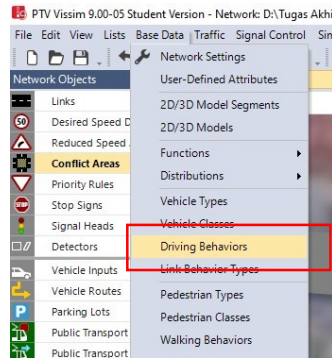 PTV Vissim 9.00-05 Student Version - Network: D:\Tugas Akhi
File Edit View Lists Base Data Traffic Signal Control Sim
Network Objects
Links
Desired Speed D
Reduced Speed
Conflict Areas
Priority Rules
Stop Signs
Signal Heads
Detectors
Vehicle Inputs
Vehicle Routes
Parking Lots
Public Transport
Public Transport
Network Settings
User-Defined Attributes
2D/3D Model Segments
2D/3D Models
Functions
Distributions
Vehicle Types
Vehicle Classes
Driving Behaviors
Link Behavior Types
Pedestrian Types
Pedestrian Classes
Walking Behaviors
50
STOP
P